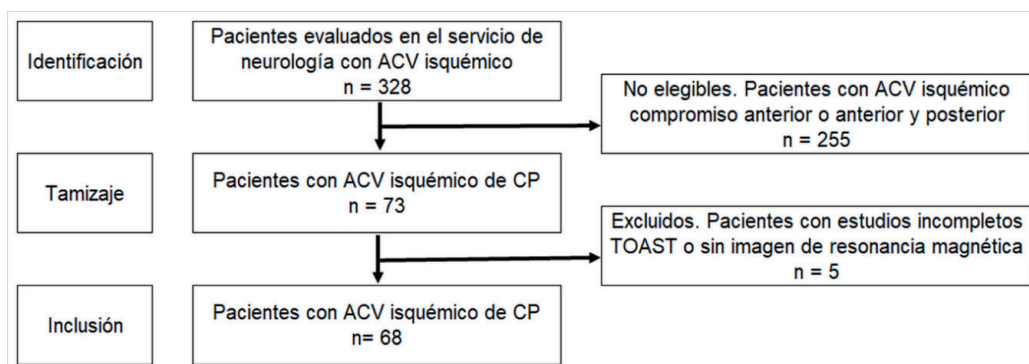 Identificación
Pacientes evaluados en el servicio de
neurología con ACV isquémico
n = 328
No elegibles. Pacientes con ACV isquémico
compromiso anterior o anterior y posterior
n = 255
Tamizaje
Pacientes con ACV isquémico de CP
n = 73
Excluidos. Pacientes con estudios incompletos
TOAST o sin imagen de resonancia magnética
n = 5
Inclusión
Pacientes con ACV isquémico de CP
n= 68